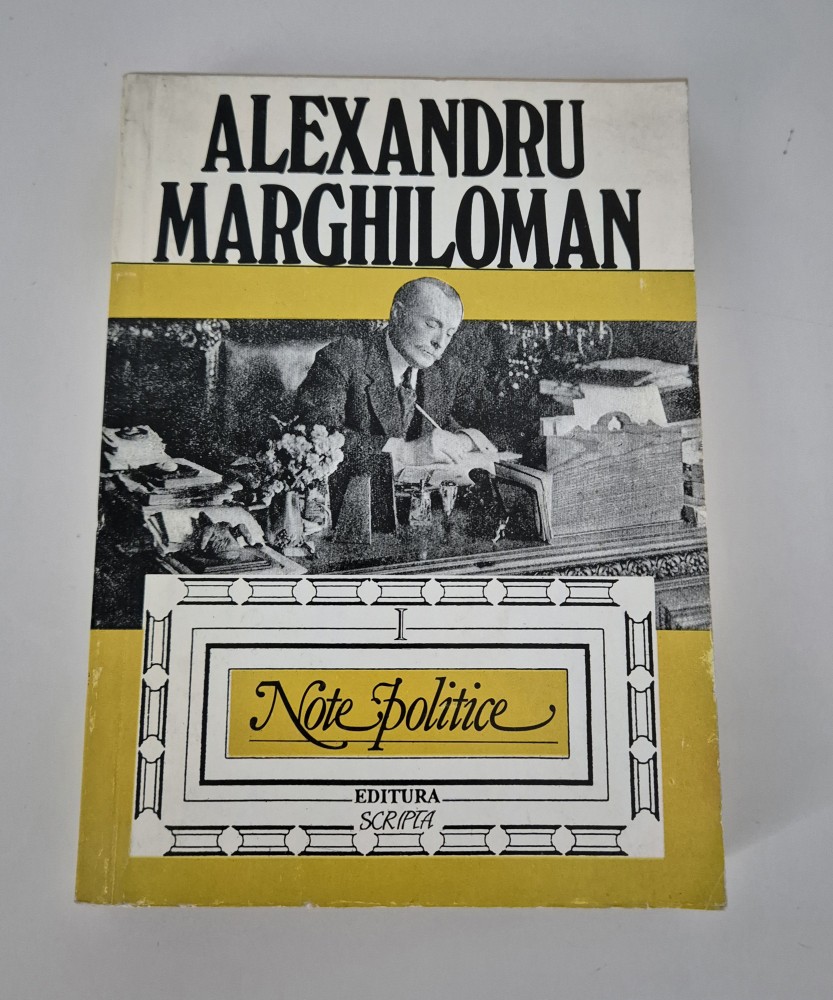 ALEXANDRU
MARGHILOMAN
I
Note politice
EDITURA
SCRIPTA